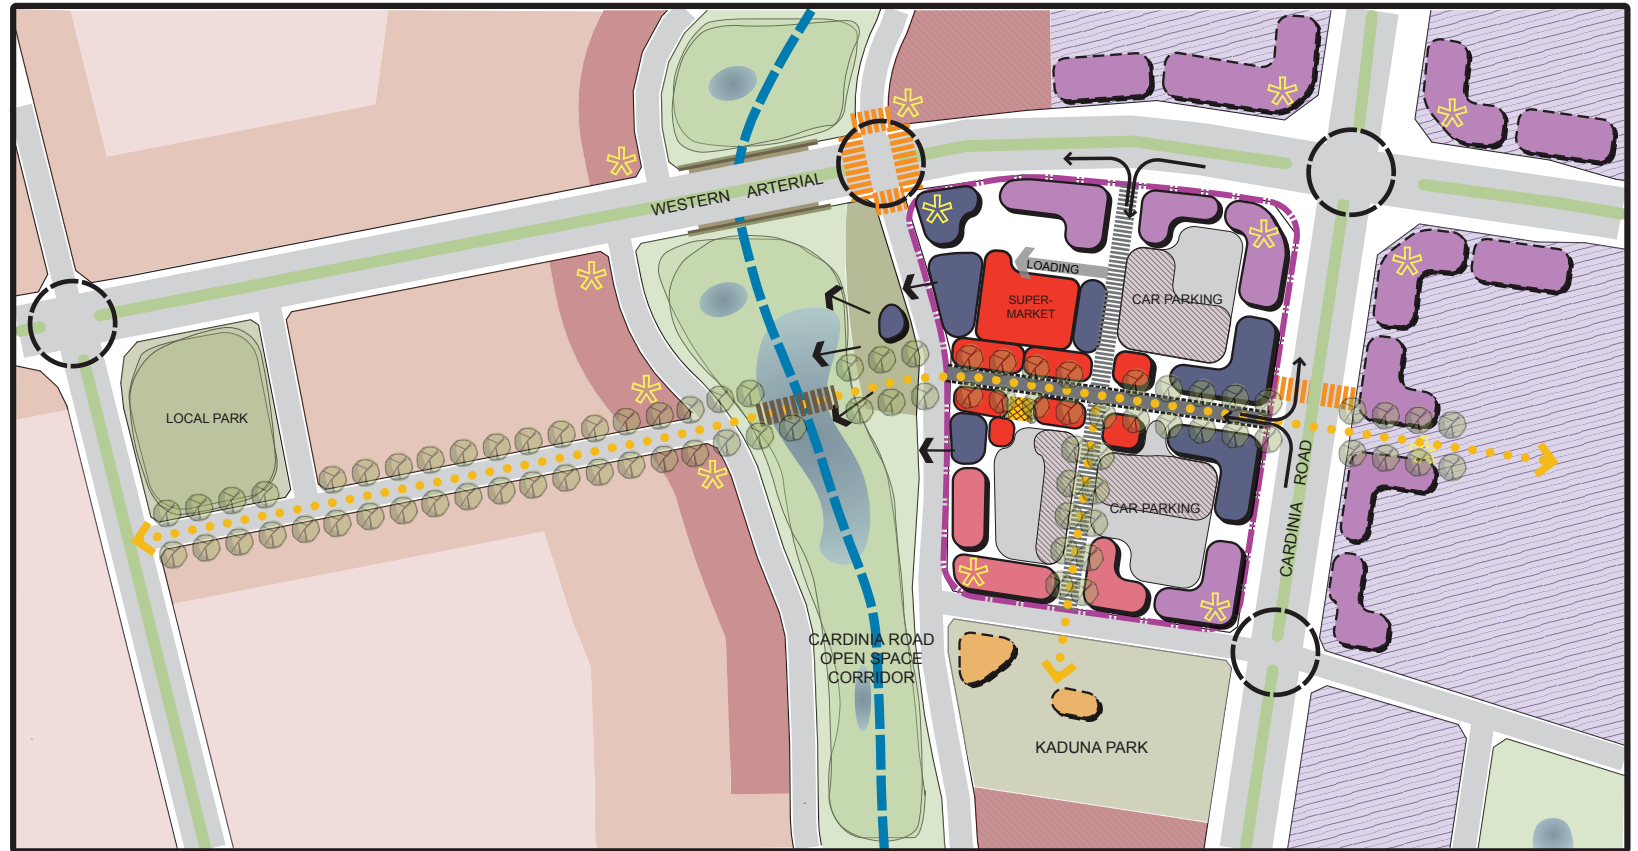 WESTERN ARTERIAL
LOADING
SUPER-
MARKET
CAR PARKING
LOCAL PARK
CAR PARKING
CARDINIA ROAD
CARDINIA ROAD
OPEN SPACE
CORRIDOR
KADUNA PARK